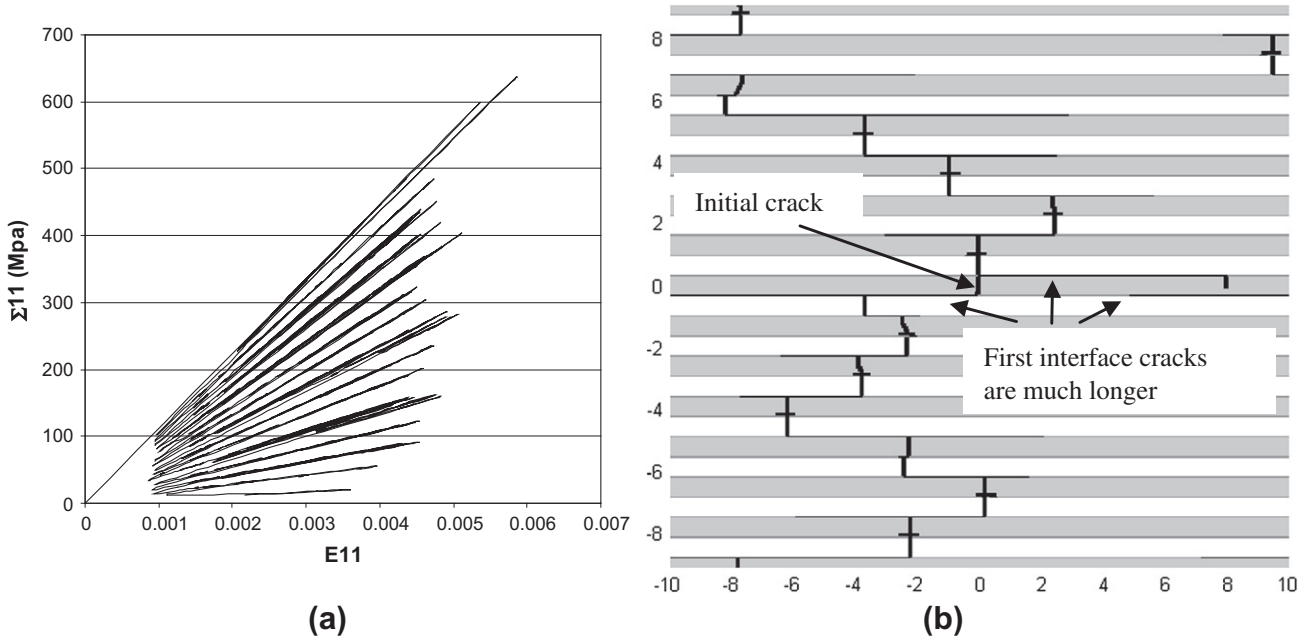 700
600
500
400
300
200
100
0
Σ11 (Mpa)
0 0.001 0.002 0.003 0.004 0.005 0.006 0.007
E11
(a)
8
6
4
2
0
-2
-4
-6
-8
Initial crack
First interface cracks
are much longer
-10 -8 -6 -4 -2 0 2 4 6 8 10
(b)